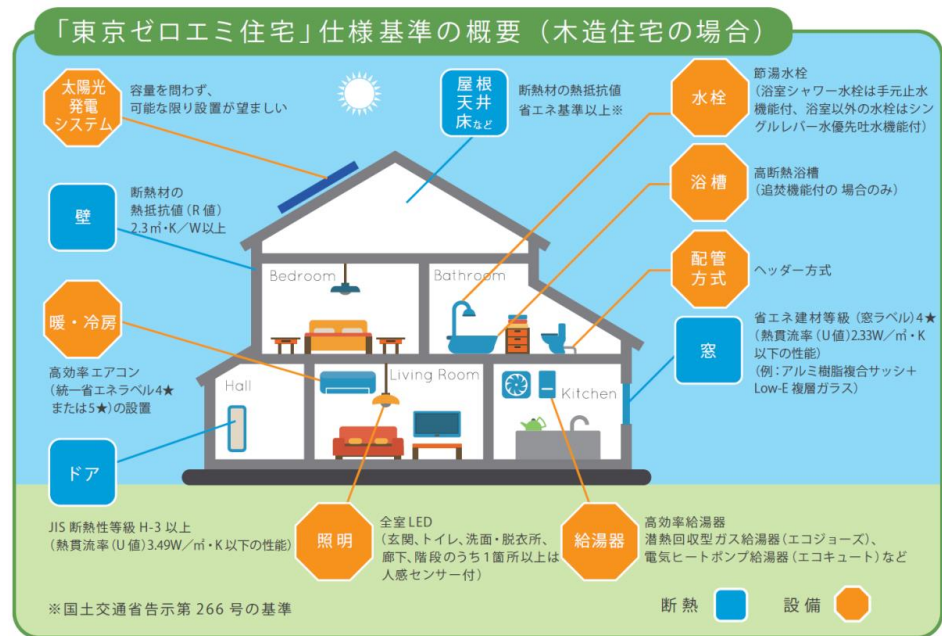 「東京ゼロエミ住宅」仕様基準の概要（木造住宅の場合）
太陽光
発電
システム
容量を問わず、
可能な限り設置が望ましい
屋根
天井
床など
断熱材の熱抵抗値
省エネ基準以上※
水栓
節湯水栓
（浴室シャワー水栓は手元止水
機能付、浴室以外の水栓はシン
グルレバー水優先吐水機能付）
壁
断熱材の
熱抵抗値（R値）
2.3㎡・K／W以上
浴槽
高断熱浴槽
（追焚機能付の 場合のみ）
配管
方式
ヘッダー方式
Bedroom
Bathroom
暖・冷房
高効率エアコン
（統一省エネラベル4★
または5★）の設置
窓
省エネ建材等級（窓ラベル）4★
（熱貫流率（U値）2.33W／㎡・K
以下の性能）
（例：アルミ樹脂複合サッシ＋
Low-E 複層ガラス）
Hall
Living Room
Kitchen
ドア
JIS 断熱性等級 H-3 以上
（熱貫流率（U値）3.49W／㎡・K以下の性能）
照明
全室LED
（玄関、トイレ、洗面・脱衣所、
廊下、階段のうち1箇所以上は
人感センサー付）
給湯器
高効率給湯器
潜熱回収型ガス給湯器（エコジョーズ）、
電気ヒートポンプ給湯器（エコキュート）など
※国土交通省告示第266号の基準
断熱
設備